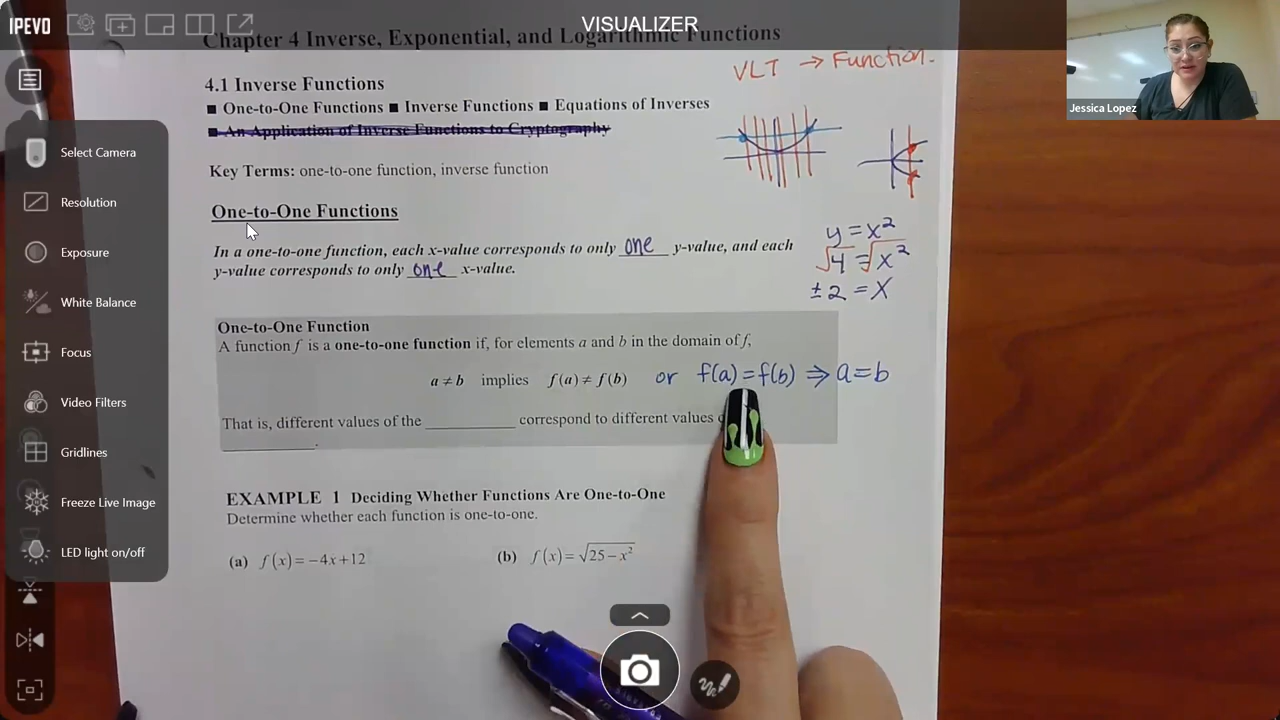 IPEVO
VISUALIZER
Chapter 4 Inverse, Exponential, and Logarithmic Functions
VLT → Function.
4.1 Inverse Functions
■ One-to-One Functions ■ Inverse Functions ■ Equations of Inverses
■ An Application of Inverse Functions to Cryptography
Key Terms: one-to-one function, inverse function
One-to-One Functions
In a one-to-one function, each x-value corresponds to only one y-value, and each
y-value corresponds to only one x-value.
y = x²
√4 = √x²
±2 = x
One-to-One Function
A function f is a one-to-one function if, for elements a and b in the domain of f,
a ≠ b implies f(a) ≠ f(b) or f(a) = f(b) ⇒ a = b
That is, different values of the __________ correspond to different values
__________.
EXAMPLE 1 Deciding Whether Functions Are One-to-One
Determine whether each function is one-to-one.
(a) f(x) = −4x + 12 (b) f(x) = √25 − x²
Select Camera
Resolution
Exposure
White Balance
Focus
Video Filters
Gridlines
Freeze Live Image
LED light on/off
Jessica Lopez